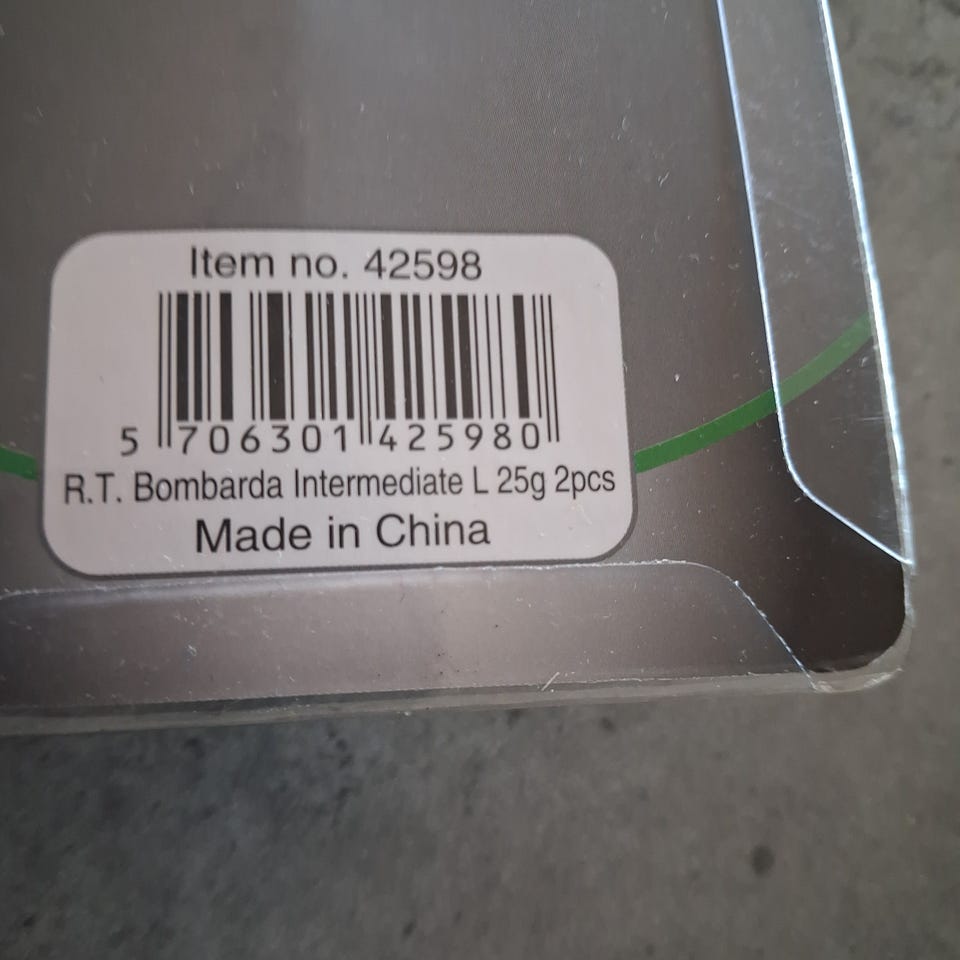 Item no. 42598
5 706301 425980
R.T. Bombarda Intermediate L 25g 2pcs
Made in China